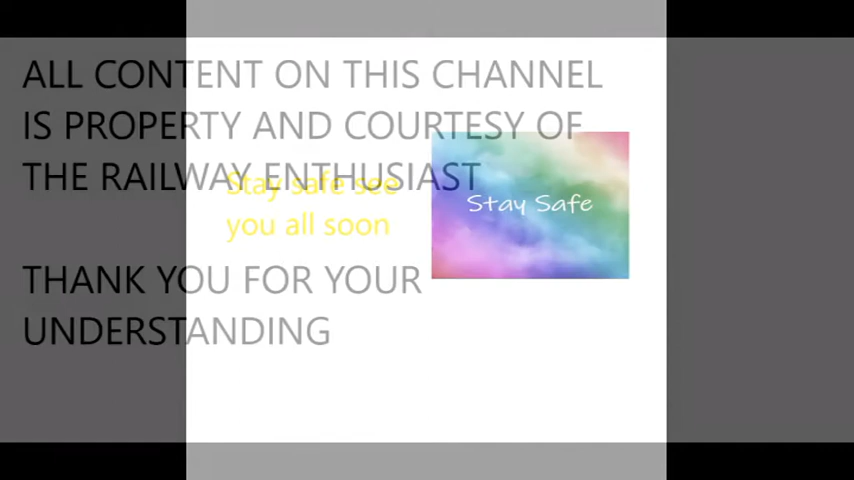 ALL CONTENT ON THIS CHANNEL
IS PROPERTY AND COURTESY OF
THE RAILWAY ENTHUSIAST
Stay safe see
you all soon
Stay Safe
THANK YOU FOR YOUR
UNDERSTANDING